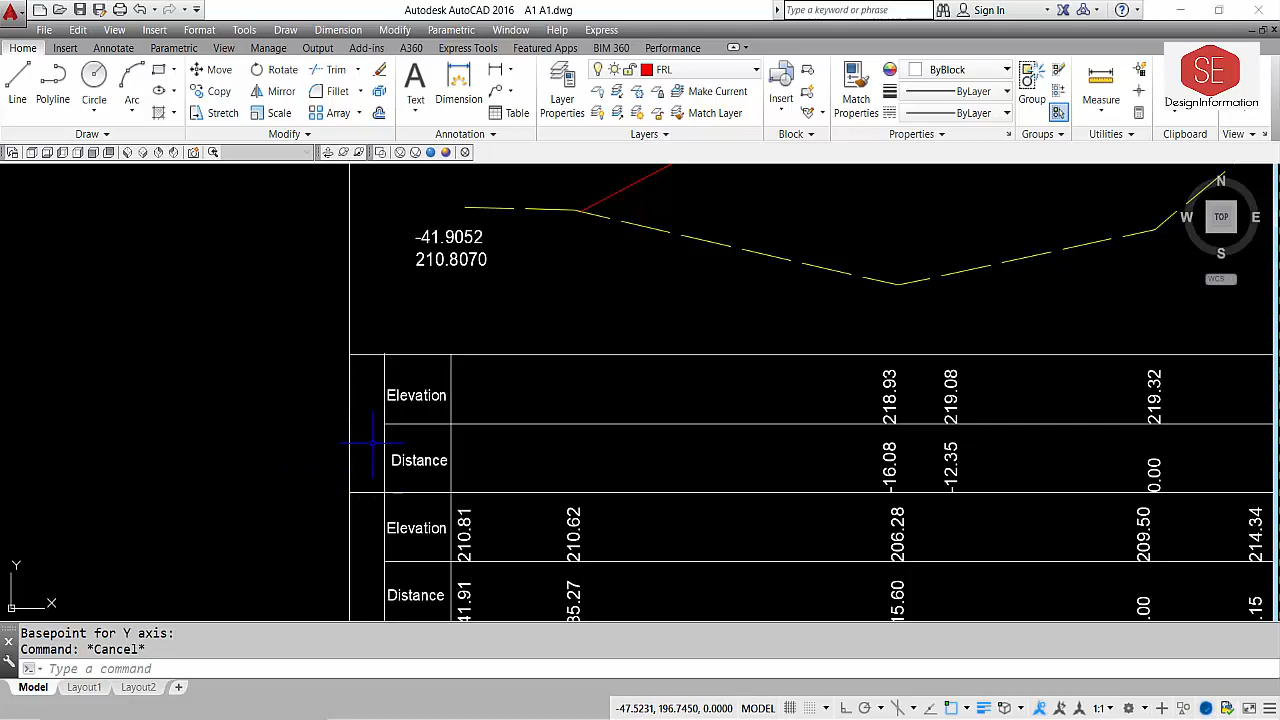 Autodesk AutoCAD 2016 A1 A1.dwg
Type a keyword or phrase
Sign In
File Edit View Insert Format Tools Draw Dimension Modify Parametric Window Help Express
Home Insert Annotate Parametric View Manage Output Add-ins A360 Express Tools Featured Apps BIM 360 Performance
Line Polyline Circle Arc
Move Rotate Trim
Copy Mirror Fillet
Stretch Scale Array
Text Dimension Table
Layer Properties
FRL
Make Current
Match Layer
Insert
Match Properties
ByBlock
ByLayer
ByLayer
Group
Measure
SE
DesignInformation
Draw Modify Annotation Layers Block Properties Groups Utilities Clipboard View
N
W TOP E
S
WCS
-41.9052
210.8070
Elevation 218.93 219.08 219.32
Distance -16.08 -12.35 0.00
Elevation 210.81 210.62 206.28 209.50 214.34
Distance 41.91 35.27 15.60 .00 .15
Y
X
Basepoint for Y axis:
Command: *Cancel*
Type a command
Model Layout1 Layout2 +
-47.5231, 196.7450, 0.0000 MODEL 1:1